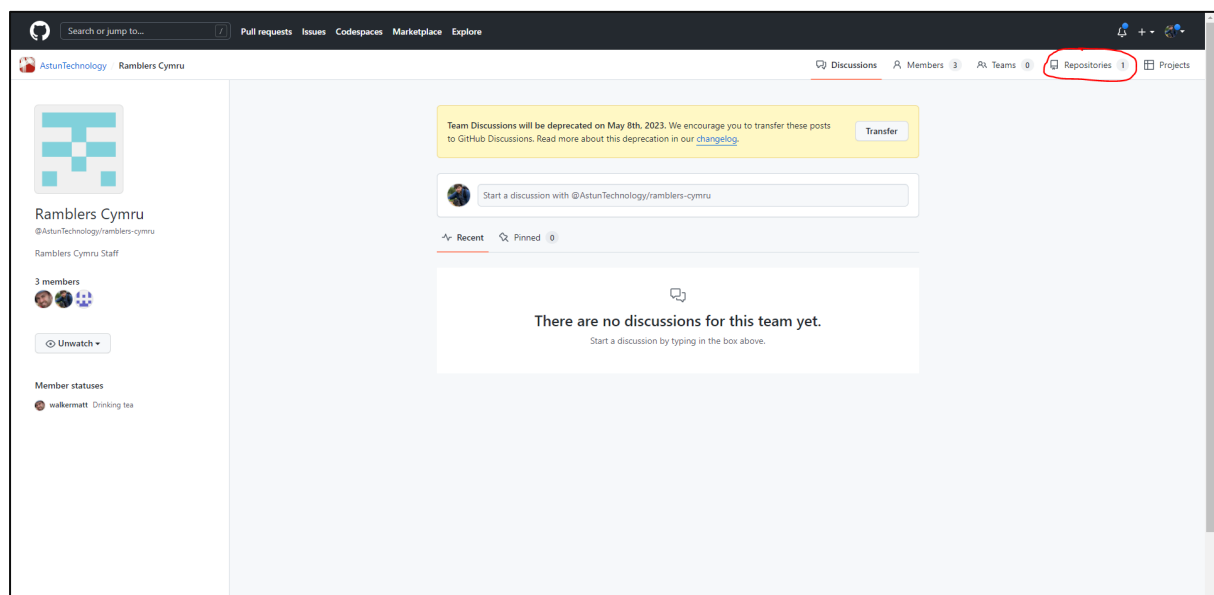 Search or jump to... /
Pull requests Issues Codespaces Marketplace Explore
AstunTechnology Ramblers Cymru
Discussions Members 3 Teams 0 Repositories 1 Projects
Team Discussions will be deprecated on May 8th, 2023. We encourage you to transfer these posts
to GitHub Discussions. Read more about this deprecation in our changelog.
Transfer
Start a discussion with @AstunTechnology/ramblers-cymru
Recent Pinned 0
There are no discussions for this team yet.
Start a discussion by typing in the box above.
Ramblers Cymru
@AstunTechnology/ramblers-cymru
Ramblers Cymru Staff
3 members
Unwatch
Member statuses
walkermatt Drinking tea